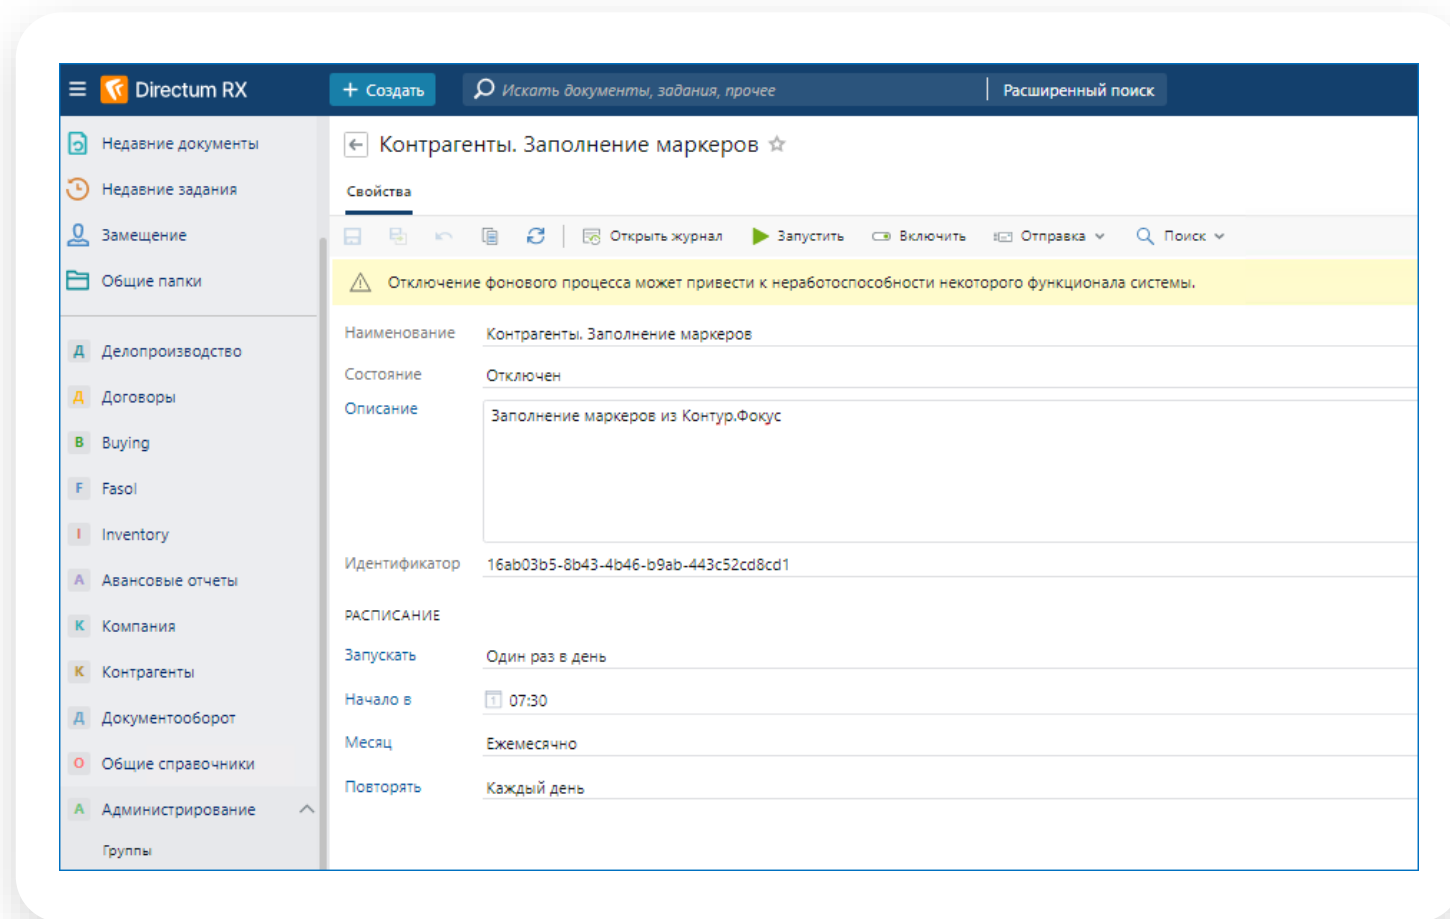 Directum RX
+ Создать
Искать документы, задания, прочее
Расширенный поиск
Недавние документы
Недавние задания
Замещение
Общие папки
Д Делопроизводство
Д Договоры
B Buying
F Fasol
I Inventory
А Авансовые отчеты
К Компания
К Контрагенты
Д Документооборот
О Общие справочники
А Администрирование
Группы
Контрагенты. Заполнение маркеров
Свойства
Открыть журнал Запустить Включить Отправка Поиск
Отключение фонового процесса может привести к неработоспособности некоторого функционала системы.
Наименование Контрагенты. Заполнение маркеров
Состояние Отключен
Описание Заполнение маркеров из Контур.Фокус
Идентификатор 16ab03b5-8b43-4b46-b9ab-443c52cd8cd1
РАСПИСАНИЕ
Запускать Один раз в день
Начало в 1 07:30
Месяц Ежемесячно
Повторять Каждый день